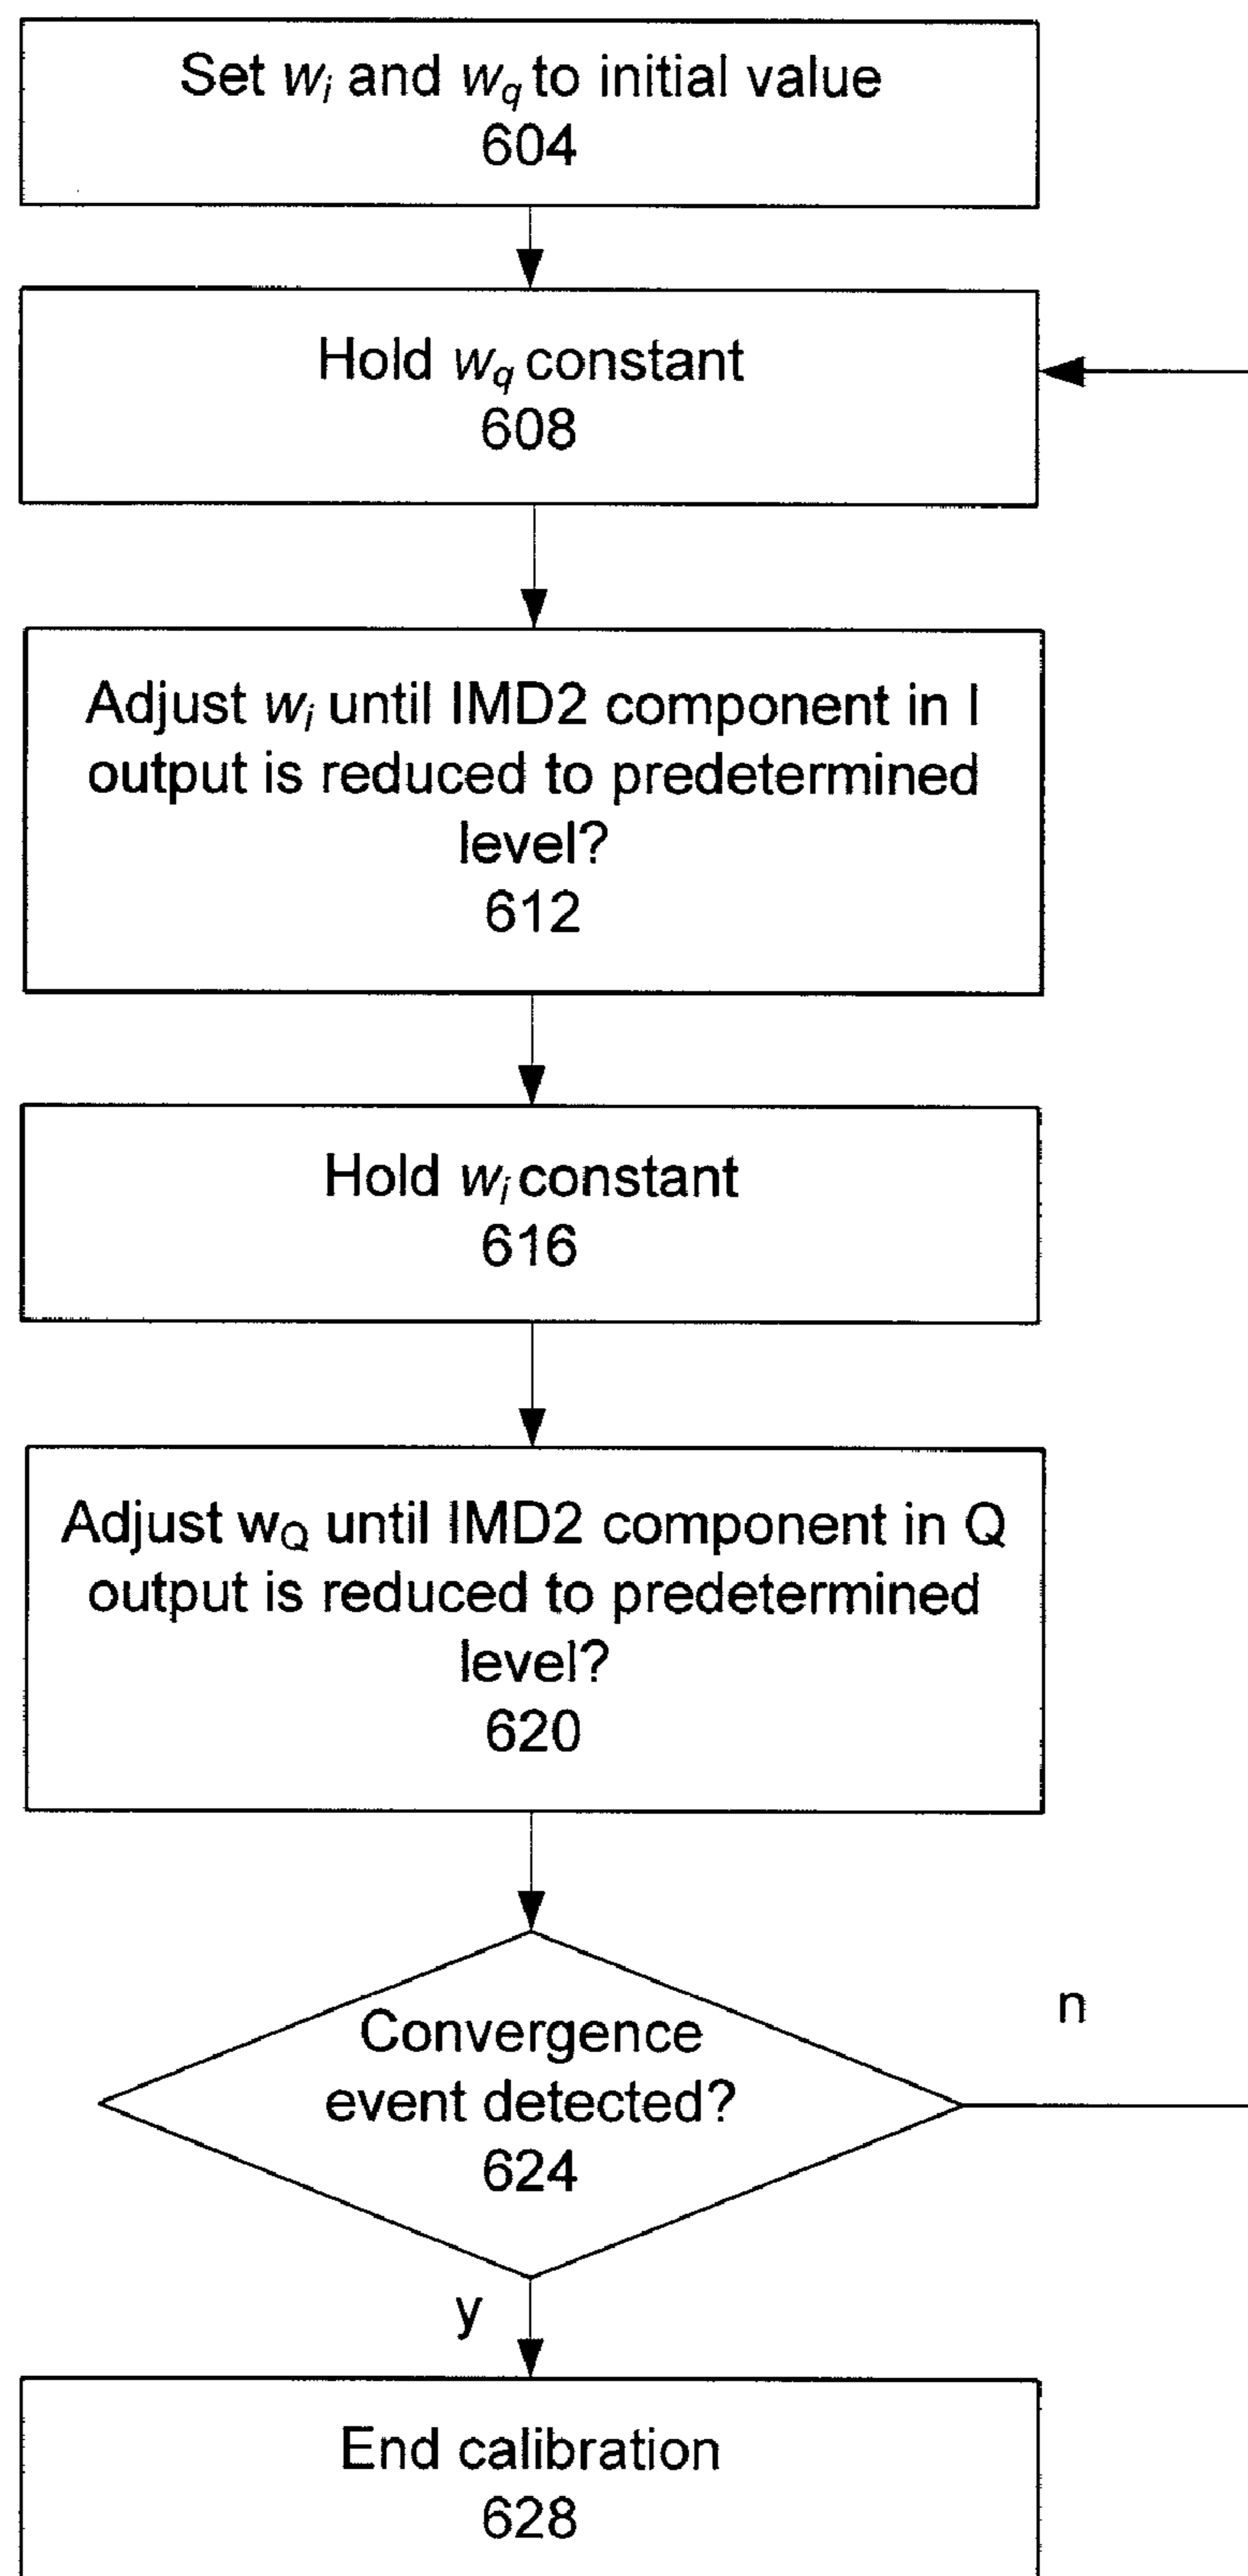 Set wi and wq to initial value
604
Hold wq constant
608
Adjust wi until IMD2 component in I
output is reduced to predetermined
level?
612
Hold wi constant
616
Adjust wQ until IMD2 component in Q
output is reduced to predetermined
level?
620
Convergence
event detected?
624
n
y
End calibration
628